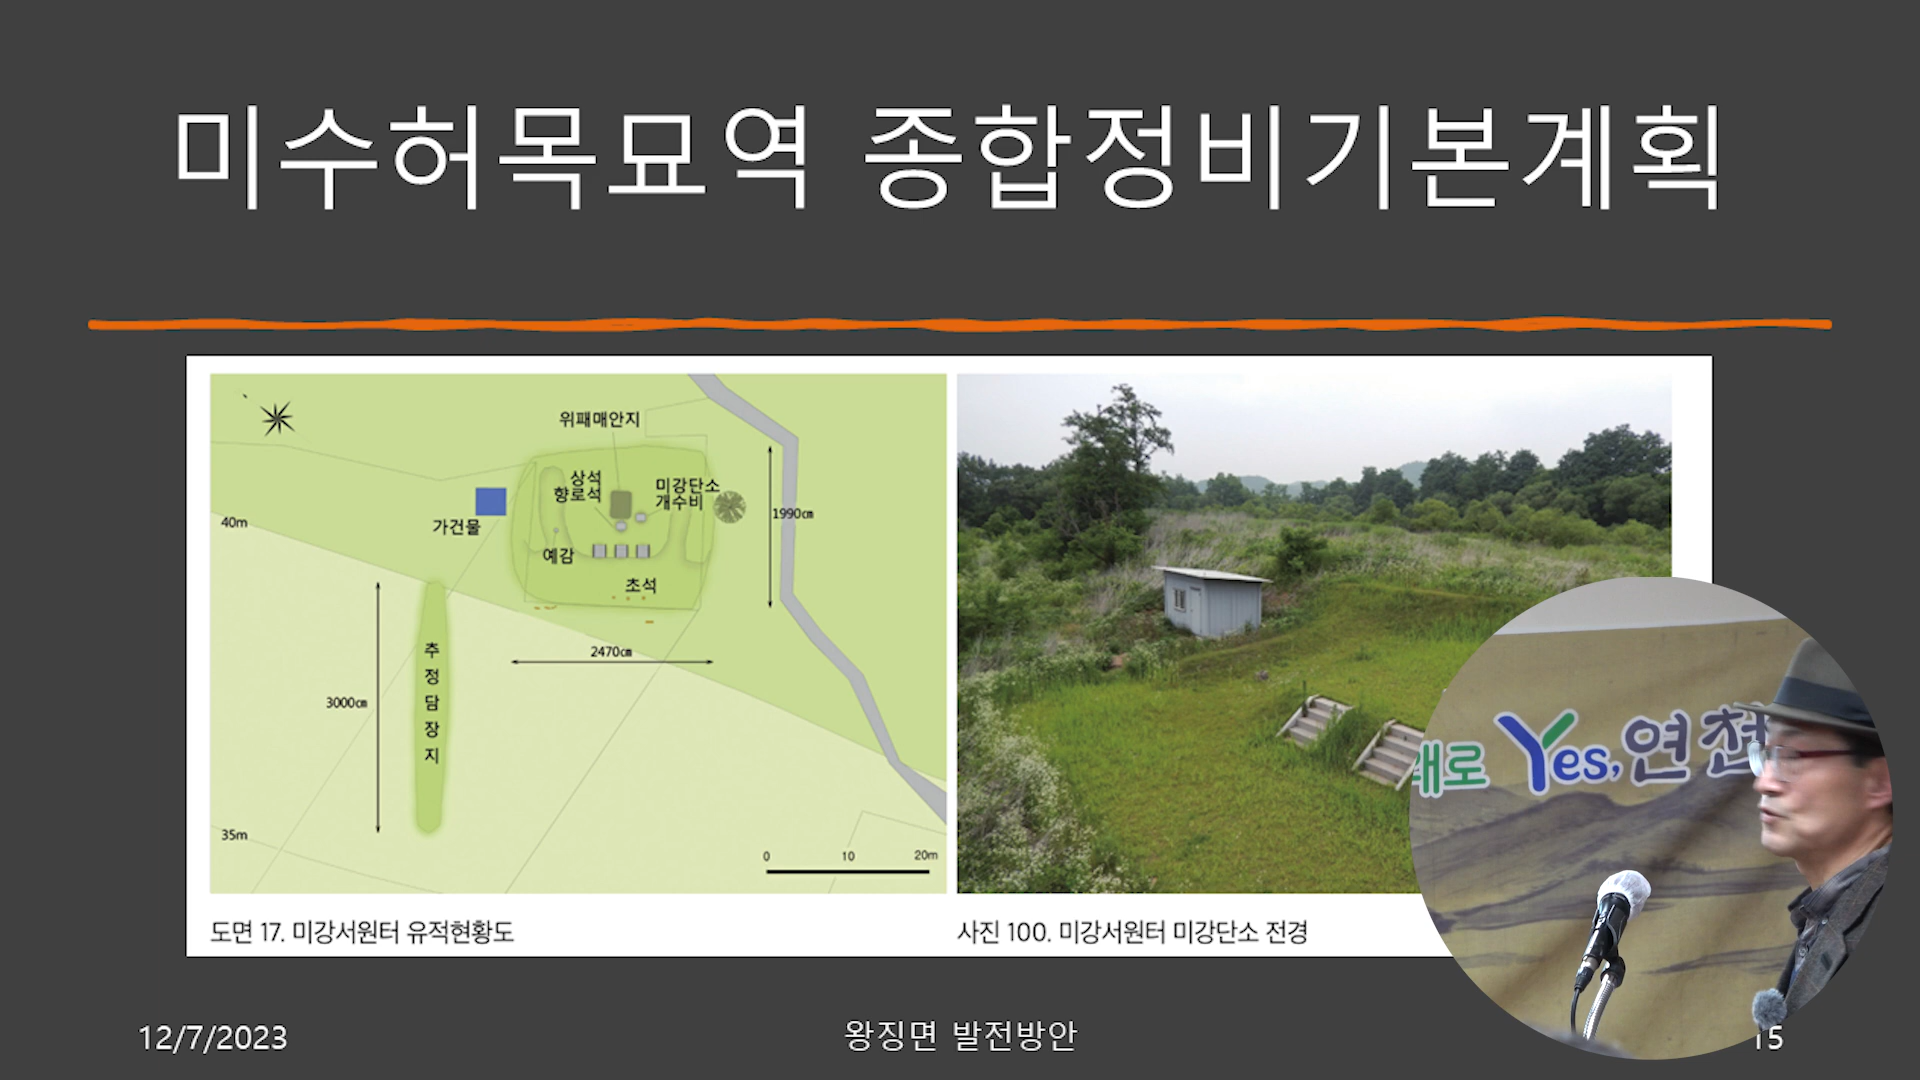 미수허목묘역 종합정비기본계획
위패매안지
상석
향로석
미강단소
개수비
1990㎝
40m
가건물
예감
초석
2470㎝
추정담장지
3000㎝
35m
0 10 20m
도면 17. 미강서원터 유적현황도
사진 100. 미강서원터 미강단소 전경
래로 Yes, 연천
12/7/2023
왕징면 발전방안
15